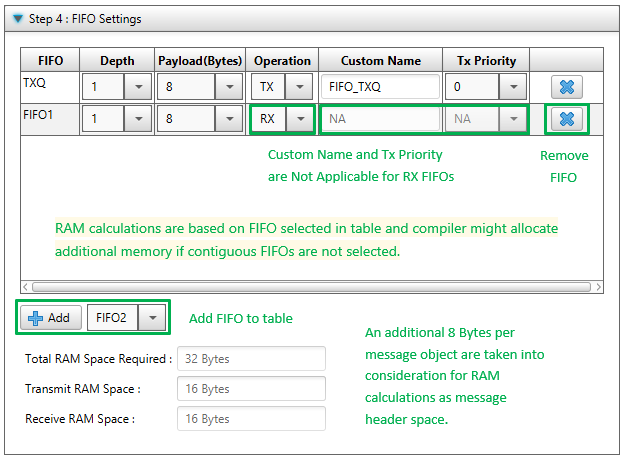 Step 4 : FIFO Settings
FIFO Depth Payload(Bytes) Operation Custom Name Tx Priority
TXQ 1 8 TX FIFO_TXQ 0
FIFO1 1 8 RX NA NA
Custom Name and Tx Priority
are Not Applicable for RX FIFOs
Remove
FIFO
RAM calculations are based on FIFO selected in table and compiler might allocate
additional memory if contiguous FIFOs are not selected.
Add FIFO2 Add FIFO to table
An additional 8 Bytes per
message object are taken into
consideration for RAM
calculations as message
header space.
Total RAM Space Required : 32 Bytes
Transmit RAM Space : 16 Bytes
Receive RAM Space : 16 Bytes